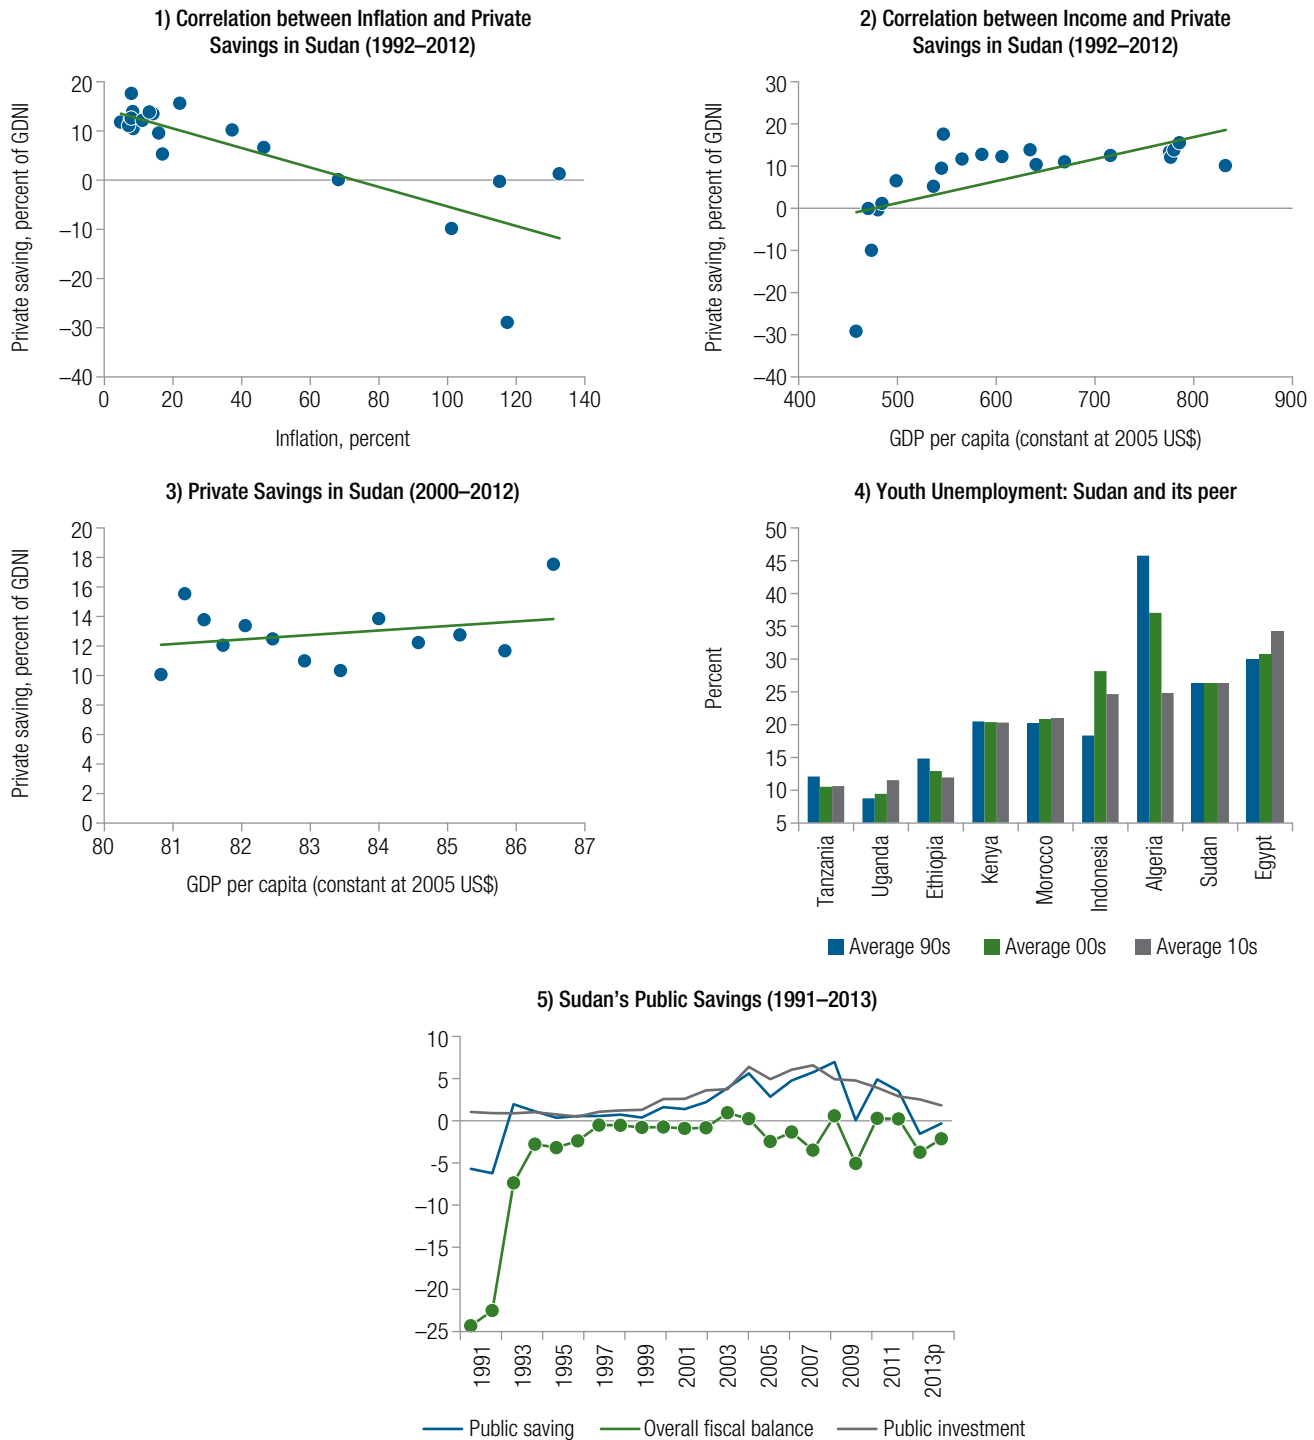 1) Correlation between Inflation and Private
Savings in Sudan (1992–2012)
Private saving, percent of GDNI
20
10
0
–10
–20
–30
–40
0 20 40 60 80 100 120 140
Inflation, percent
2) Correlation between Income and Private
Savings in Sudan (1992–2012)
Private saving, percent of GDNI
30
20
10
0
–10
–20
–30
–40
400 500 600 700 800 900
GDP per capita (constant at 2005 US$)
3) Private Savings in Sudan (2000–2012)
Private saving, percent of GDNI
20
18
16
14
12
10
8
6
4
2
0
80 81 82 83 84 85 86 87
GDP per capita (constant at 2005 US$)
4) Youth Unemployment: Sudan and its peer
Percent
50
45
40
35
30
25
20
15
10
5
Tanzania
Uganda
Ethiopia
Kenya
Morocco
Indonesia
Algeria
Sudan
Egypt
Average 90s Average 00s Average 10s
5) Sudan's Public Savings (1991–2013)
10
5
0
-5
–10
–15
–20
–25
1991
1993
1995
1997
1999
2001
2003
2005
2007
2009
2011
2013p
Public saving Overall fiscal balance Public investment